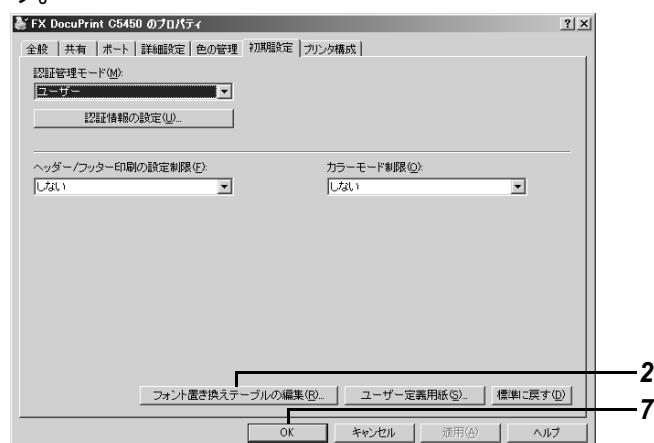 す。
FX DocuPrint C5450 のプロパティ
全般 共有 ポート 詳細設定 色の管理 初期設定 プリンタ構成
認証管理モード(M):
ユーザー
認証情報の設定(U)...
ヘッダー/フッター印刷の設定制限(F): カラーモード制限(O):
しない しない
フォント置き換えテーブルの編集(R)... ユーザー定義用紙(S)... 標準に戻す(D)
2
7
OK キャンセル 適用(A) ヘルプ